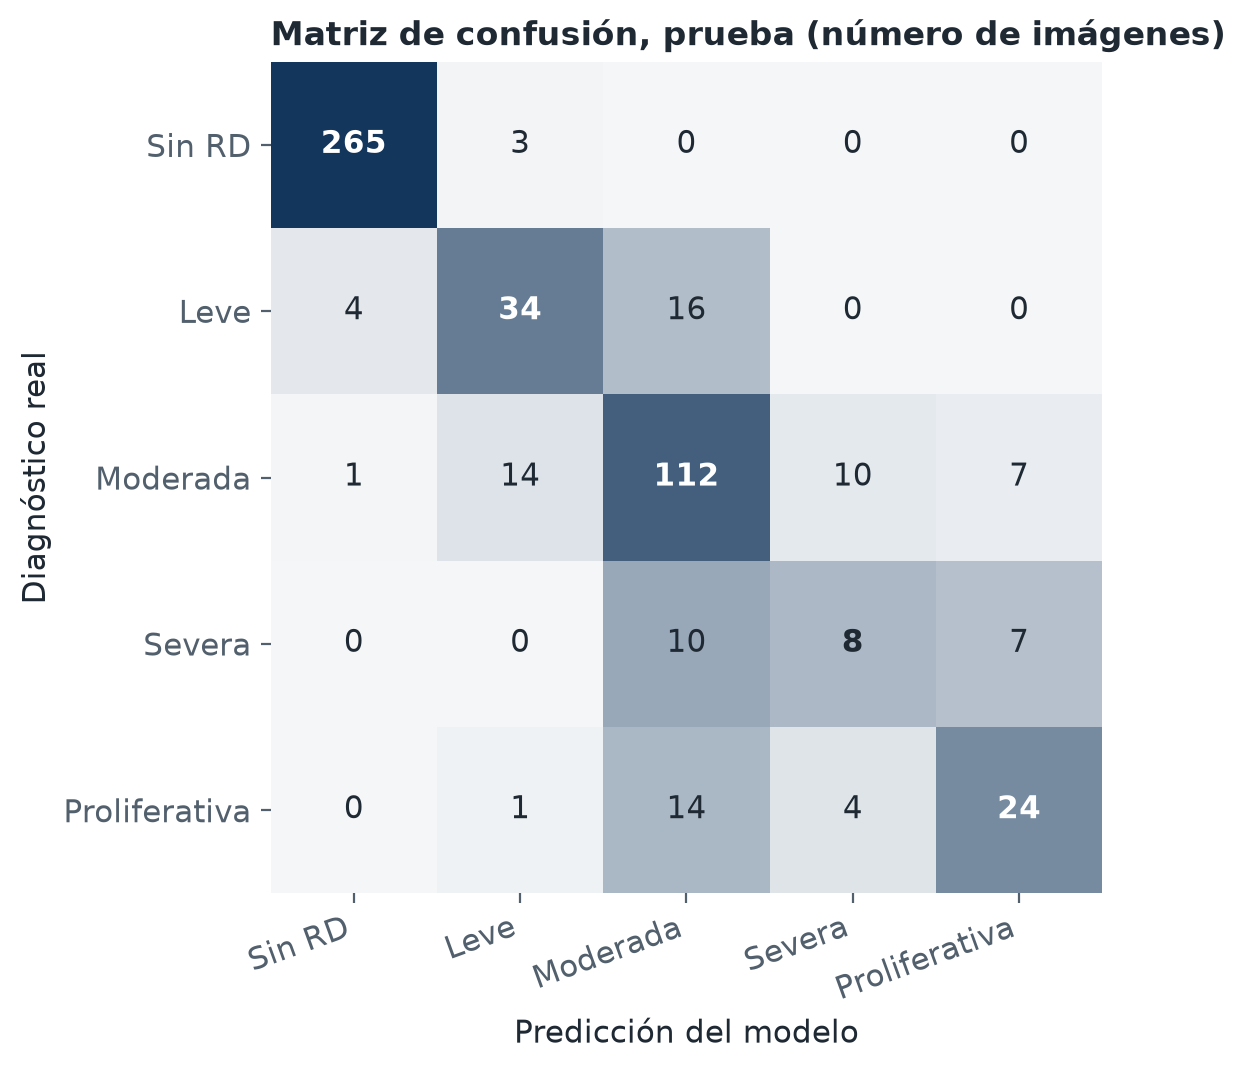 Matriz de confusión, prueba (número de imágenes)
Sin RD 265 3 0 0 0
Leve 4 34 16 0 0
Moderada 1 14 112 10 7
Severa 0 0 10 8 7
Proliferativa 0 1 14 4 24
Diagnóstico real
Sin RD Leve Moderada Severa Proliferativa
Predicción del modelo